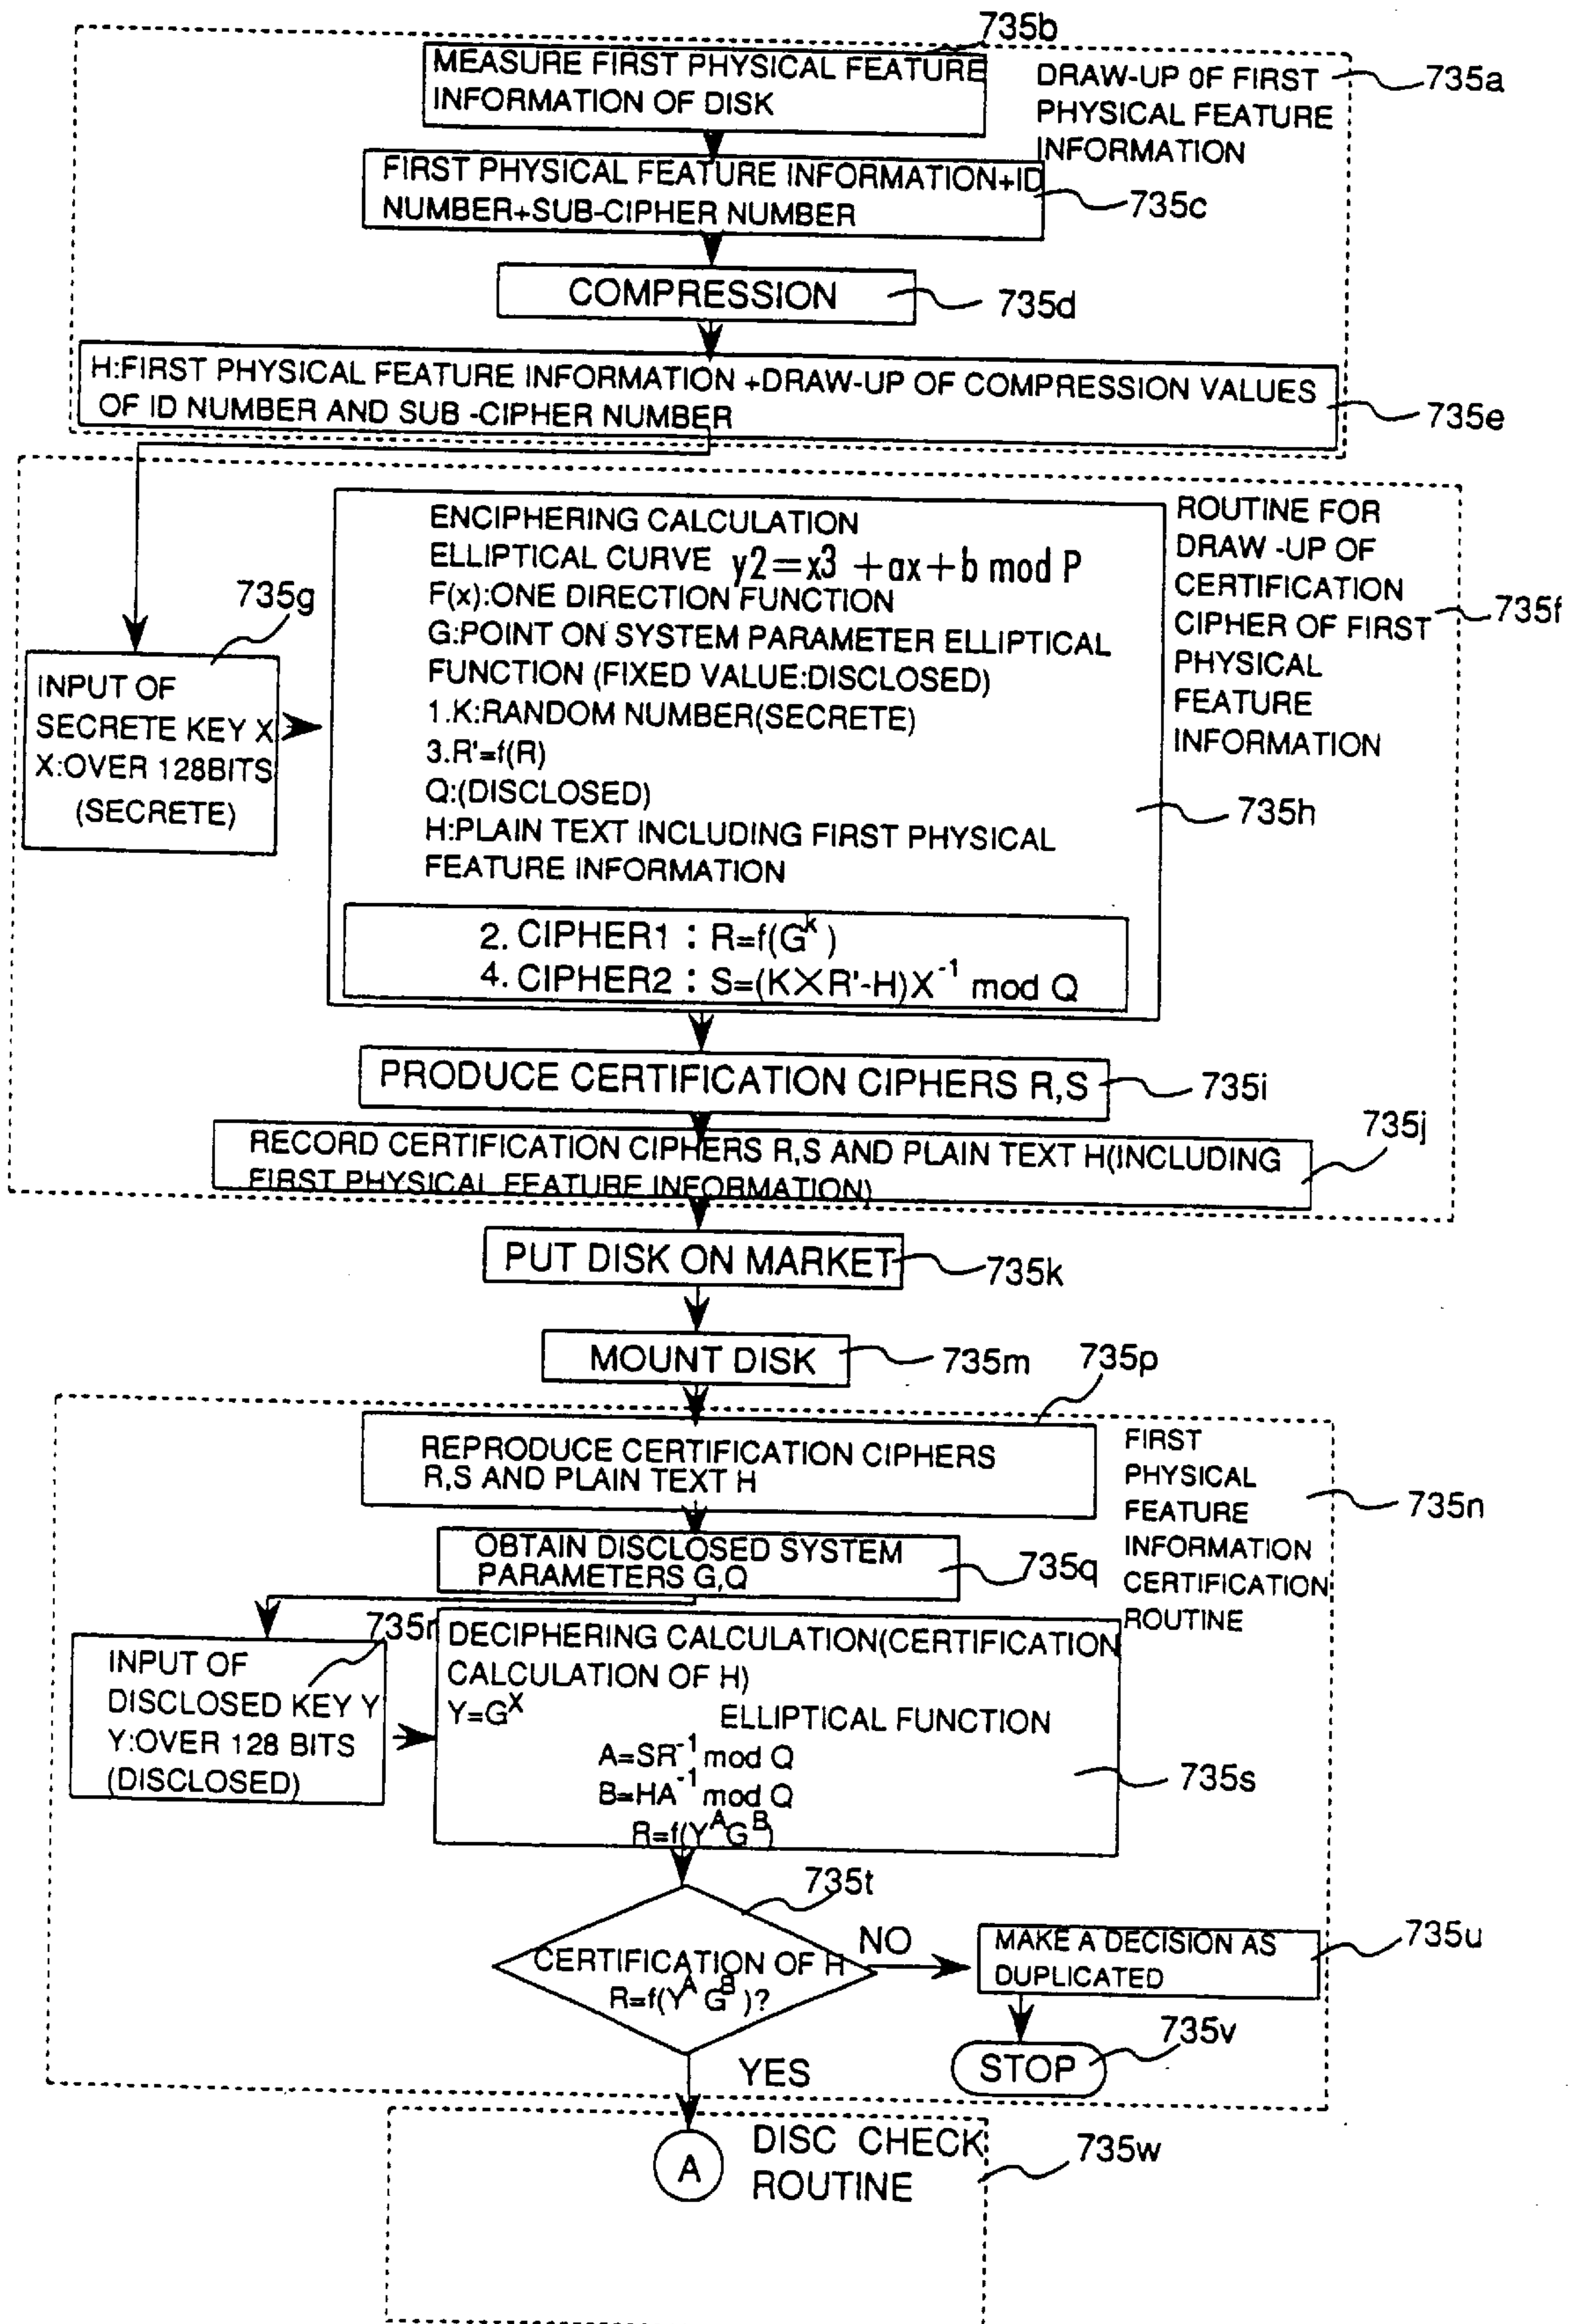 735b
MEASURE FIRST PHYSICAL FEATURE
INFORMATION OF DISK
DRAW-UP OF FIRST
PHYSICAL FEATURE
INFORMATION
735a
FIRST PHYSICAL FEATURE INFORMATION+ID
NUMBER+SUB-CIPHER NUMBER
735c
COMPRESSION
735d
H:FIRST PHYSICAL FEATURE INFORMATION +DRAW-UP OF COMPRESSION VALUES
OF ID NUMBER AND SUB -CIPHER NUMBER
735e
ROUTINE FOR
DRAW -UP OF
CERTIFICATION
CIPHER OF FIRST
PHYSICAL
FEATURE
INFORMATION
735f
735g
INPUT OF
SECRETE KEY X
X:OVER 128BITS
(SECRETE)
ENCIPHERING CALCULATION
ELLIPTICAL CURVE y2=x3 +ax+b mod P
F(x):ONE DIRECTION FUNCTION
G:POINT ON SYSTEM PARAMETER ELLIPTICAL
FUNCTION (FIXED VALUE:DISCLOSED)
1.K:RANDOM NUMBER(SECRETE)
3.R'=f(R)
Q:(DISCLOSED)
H:PLAIN TEXT INCLUDING FIRST PHYSICAL
FEATURE INFORMATION
735h
2. CIPHER1 : R=f(G^k )
4. CIPHER2 : S=(K×R'-H)X^-1 mod Q
PRODUCE CERTIFICATION CIPHERS R,S
735i
RECORD CERTIFICATION CIPHERS R,S AND PLAIN TEXT H(INCLUDING
FIRST PHYSICAL FEATURE INFORMATION)
735j
PUT DISK ON MARKET
735k
MOUNT DISK
735m
735p
REPRODUCE CERTIFICATION CIPHERS
R,S AND PLAIN TEXT H
FIRST
PHYSICAL
FEATURE
INFORMATION
CERTIFICATION
ROUTINE
735n
OBTAIN DISCLOSED SYSTEM
PARAMETERS G,Q
735q
735r
INPUT OF
DISCLOSED KEY Y
Y:OVER 128 BITS
(DISCLOSED)
DECIPHERING CALCULATION(CERTIFICATION
CALCULATION OF H)
Y=G^X
ELLIPTICAL FUNCTION
A=SR^-1 mod Q
B=HA^-1 mod Q
R=f(Y^A G^B)
735s
735t
CERTIFICATION OF H
R=f(Y^A G^B )?
NO
MAKE A DECISION AS
DUPLICATED
735u
735v
STOP
YES
A
DISC CHECK
ROUTINE
735w